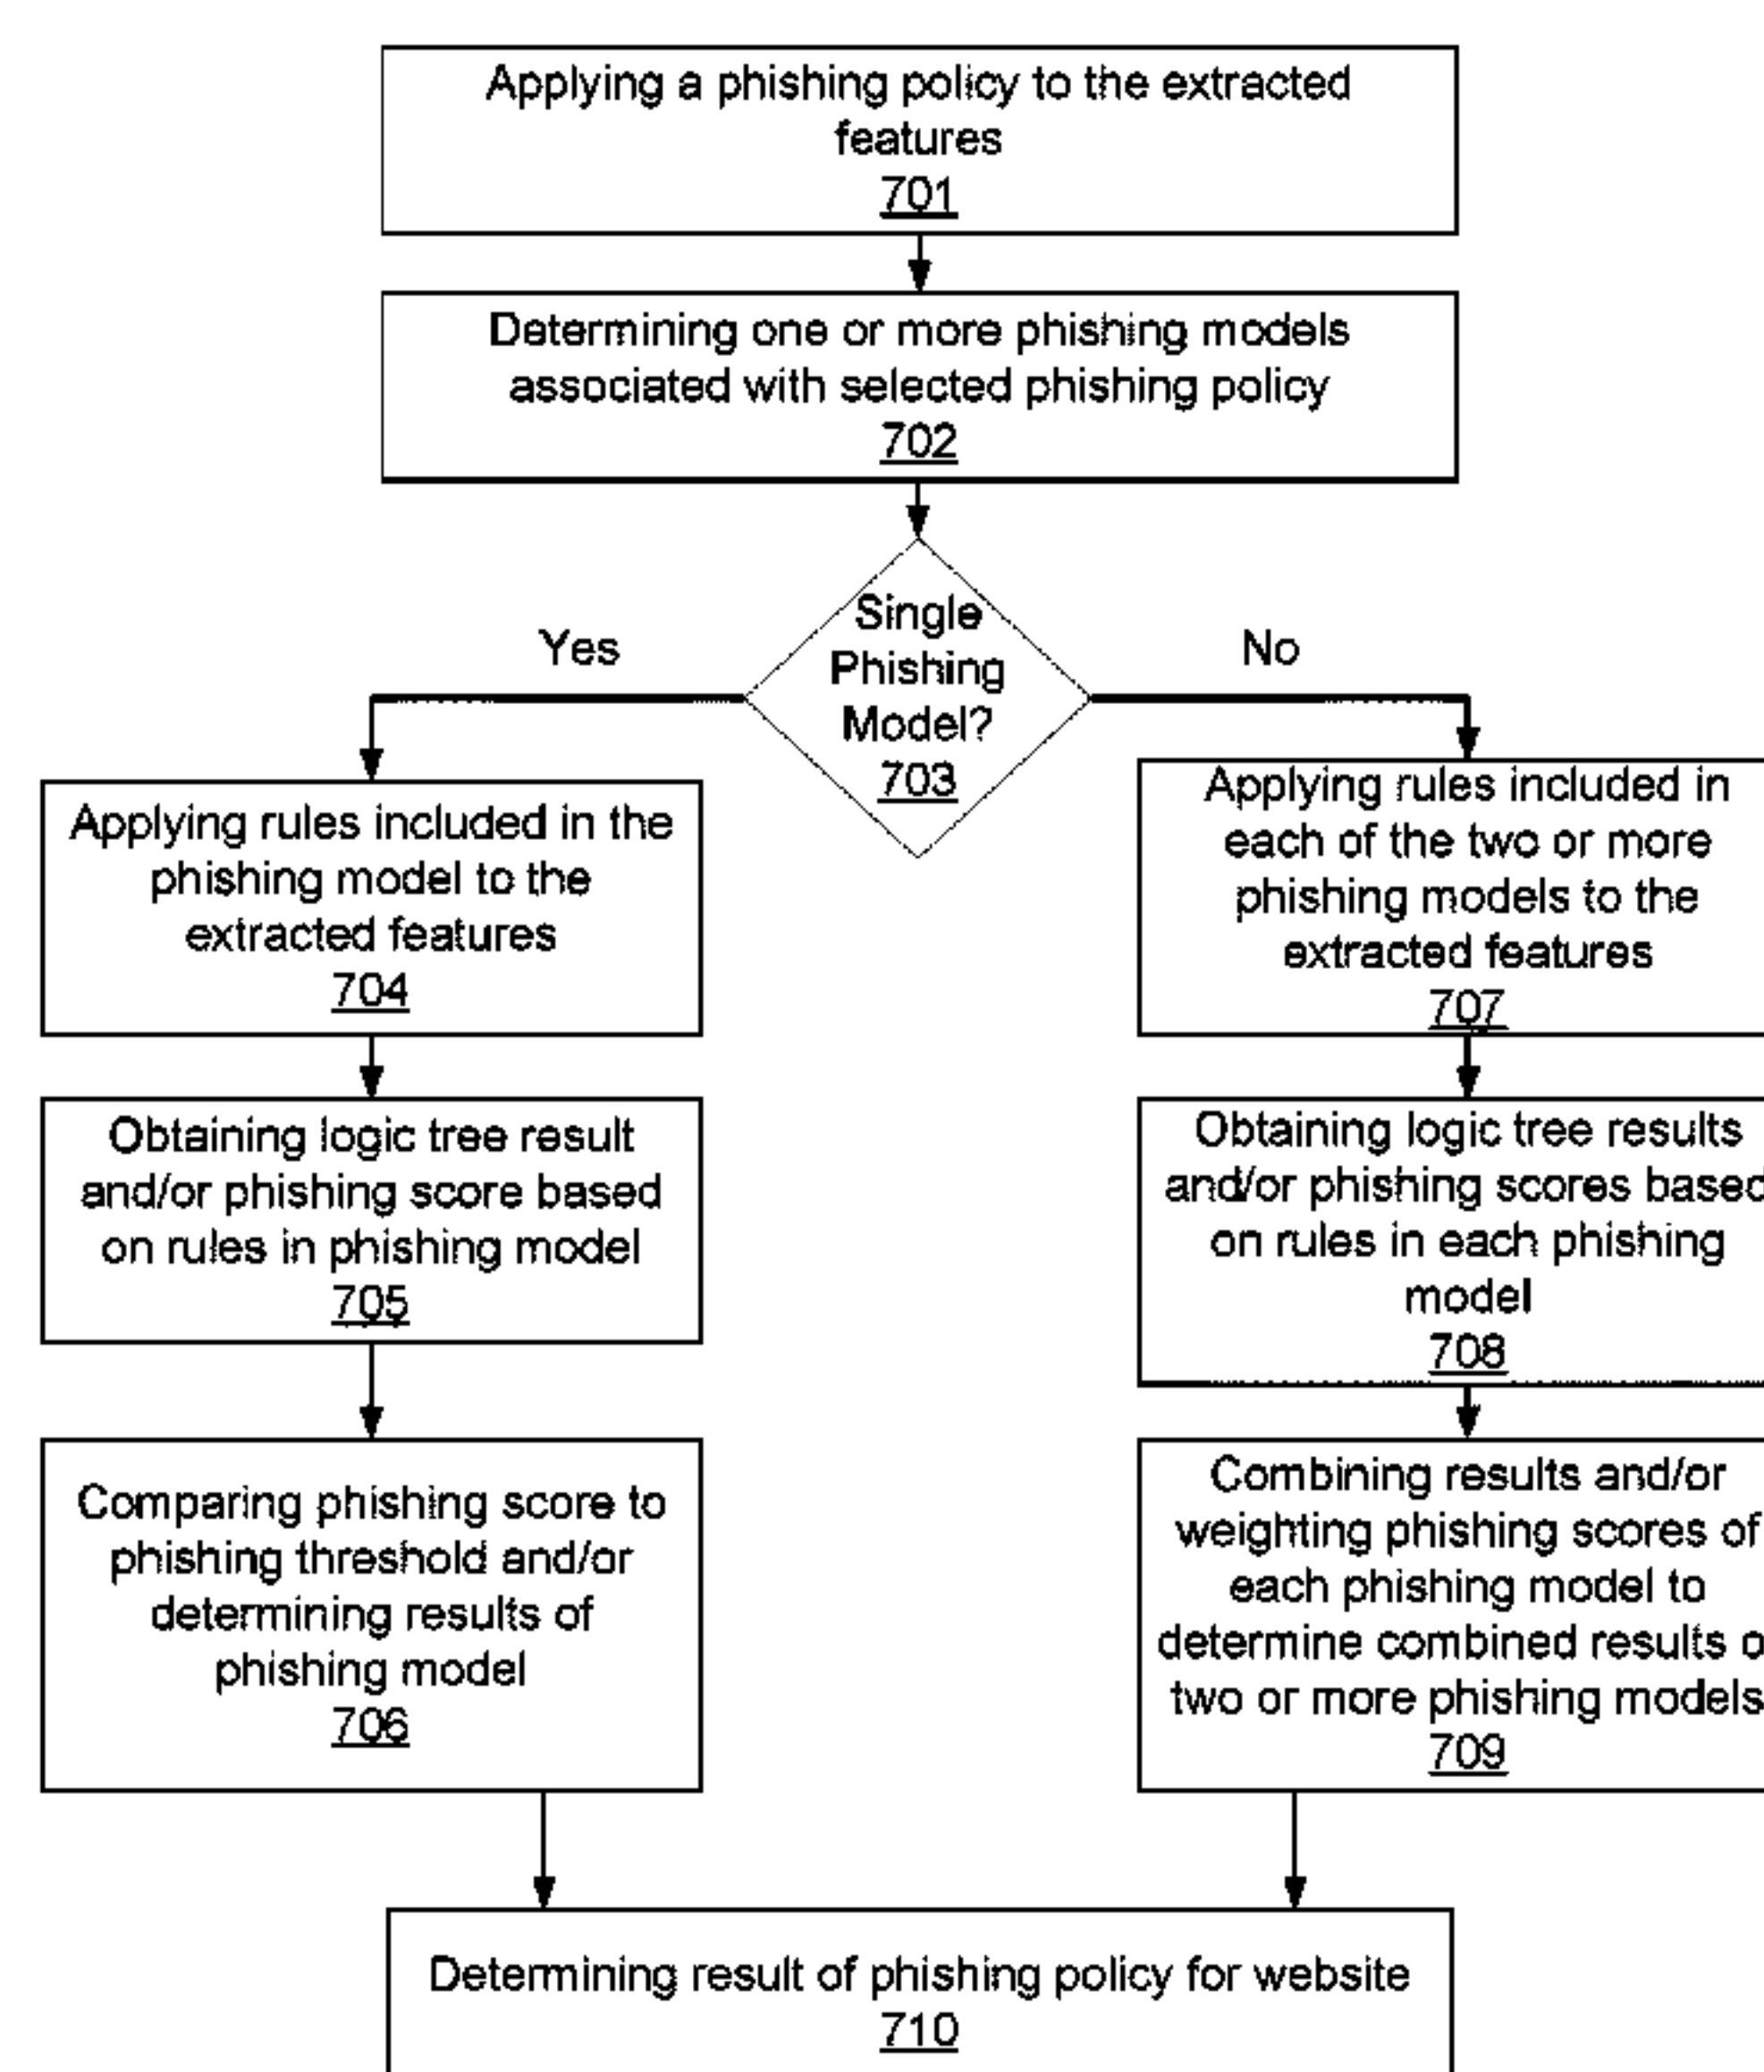 Applying a phishing policy to the extracted
features
701
Determining one or more phishing models
associated with selected phishing policy
702
Single
Phishing
Model?
703
Yes
No
Applying rules included in the
phishing model to the
extracted features
704
Obtaining logic tree result
and/or phishing score based
on rules in phishing model
705
Comparing phishing score to
phishing threshold and/or
determining results of
phishing model
706
Applying rules included in
each of the two or more
phishing models to the
extracted features
707
Obtaining logic tree results
and/or phishing scores based
on rules in each phishing
model
708
Combining results and/or
weighting phishing scores of
each phishing model to
determine combined results
two or more phishing models
709
Determining result of phishing policy for website
710